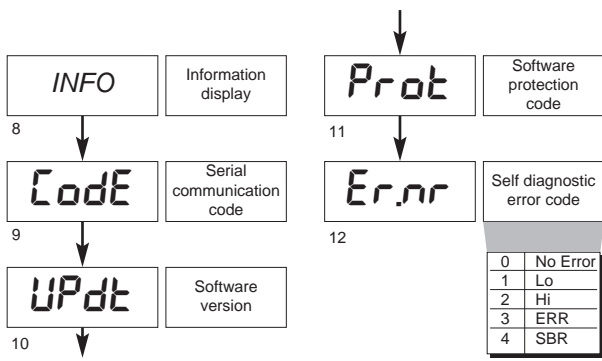 INFO
Information
display
8
CodE
Serial
communication
code
9
UPdt
Software
version
10
Prot
Software
protection
code
11
Er.nr
Self diagnostic
error code
12
0 No Error
1 Lo
2 Hi
3 ERR
4 SBR